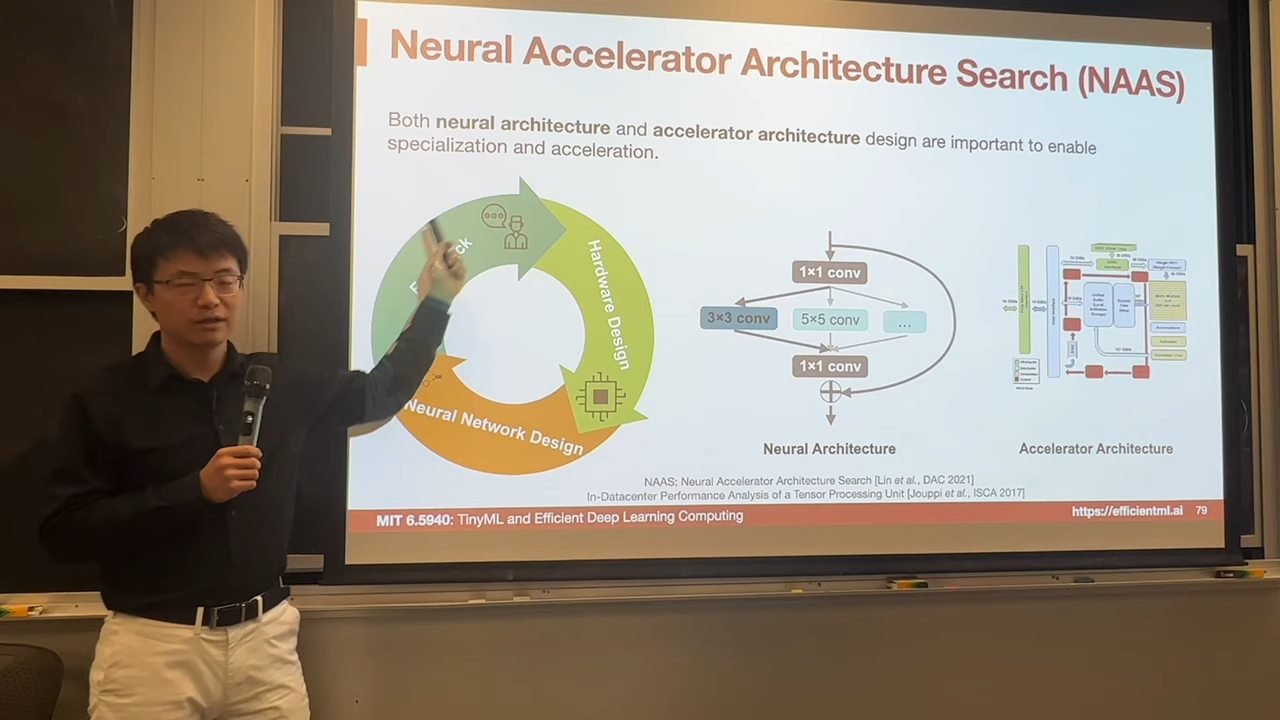 Neural Accelerator Architecture Search (NAAS)
Both neural architecture and accelerator architecture design are important to enable
specialization and acceleration.
Hardware Design
Neural Network Design
1×1 conv
3×3 conv
5×5 conv
...
1×1 conv
Neural Architecture
Accelerator Architecture
NAAS: Neural Accelerator Architecture Search [Lin et al., DAC 2021]
In-Datacenter Performance Analysis of a Tensor Processing Unit [Jouppi et al., ISCA 2017]
MIT 6.5940: TinyML and Efficient Deep Learning Computing
https://efficientml.ai
79